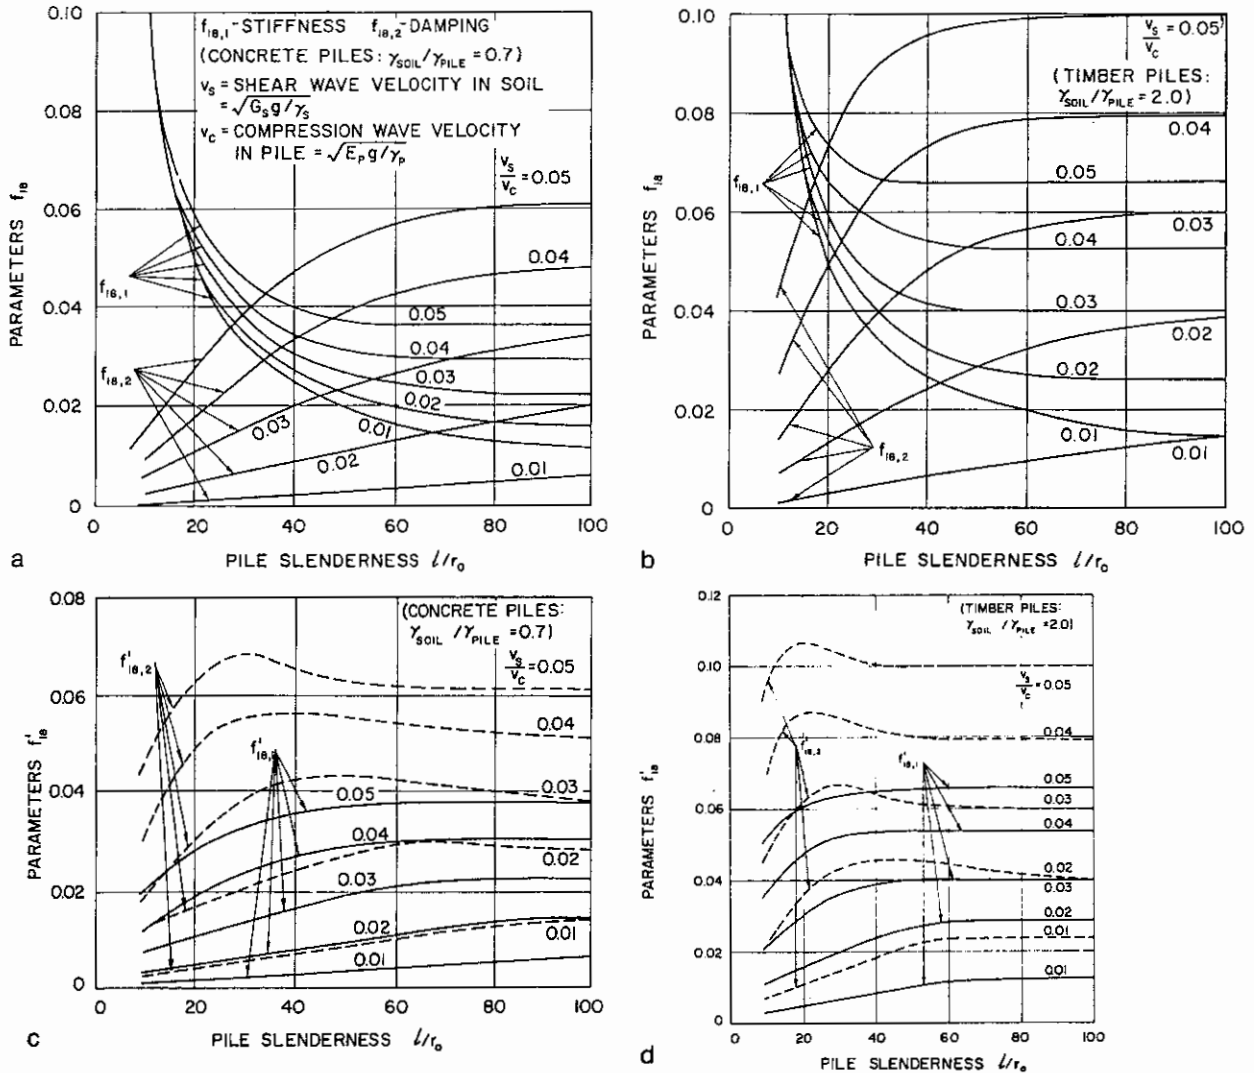 0.10
0.08
0.06
0.04
0.02
0
PARAMETERS f₁₈
f₁₈,₁-STIFFNESS f₁₈,₂-DAMPING
(CONCRETE PILES: γSOIL/γPILE = 0.7)
vS = SHEAR WAVE VELOCITY IN SOIL
= √GS g/γS
vC = COMPRESSION WAVE VELOCITY
IN PILE = √EP g/γP
vS/vC = 0.05
0.04
f₁₈,₁
f₁₈,₂
0.05
0.04
0.03
0.02
0.01
0.03
0.02
0.01
0 20 40 60 80 100
PILE SLENDERNESS l/r₀
a
0.10
0.08
0.06
0.04
0.02
0
PARAMETERS f₁₈
vS/vC = 0.05
(TIMBER PILES:
γSOIL/γPILE = 2.0)
0.04
0.05
0.03
0.04
0.03
0.02
0.02
0.01
0.01
f₁₈,₁
f₁₈,₂
0 20 40 60 80 100
PILE SLENDERNESS l/r₀
b
0.08
0.06
0.04
0.02
0
PARAMETERS f'₁₈
(CONCRETE PILES:
γSOIL /γPILE = 0.7)
vS/vC = 0.05
f'₁₈,₂
0.04
f'₁₈,
0.03
0.05
0.04
0.02
0.03
0.02
0.01
0.01
0 20 40 60 80 100
PILE SLENDERNESS l/r₀
c
0.12
0.10
0.08
0.06
0.04
0.02
0
PARAMETERS f'₁₈
(TIMBER PILES:
γSOIL / γPILE = 2.0)
vS/vC = 0.05
0.04
f'₁₈,₂
f'₁₈,₁
0.05
0.03
0.04
0.02
0.03
0.02
0.01
0.01
0 20 40 60 80 100
PILE SLENDERNESS l/r₀
d